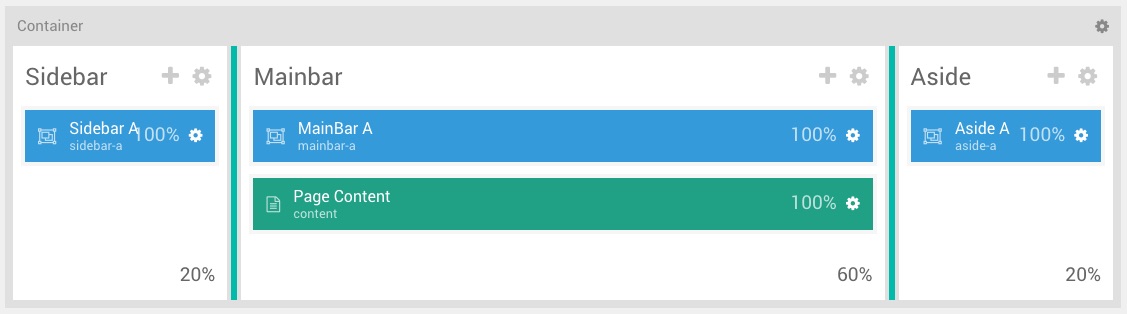 Container
Sidebar
Sidebar A 100%
sidebar-a
20%
Mainbar
MainBar A 100%
mainbar-a
Page Content 100%
content
60%
Aside
Aside A 100%
aside-a
20%